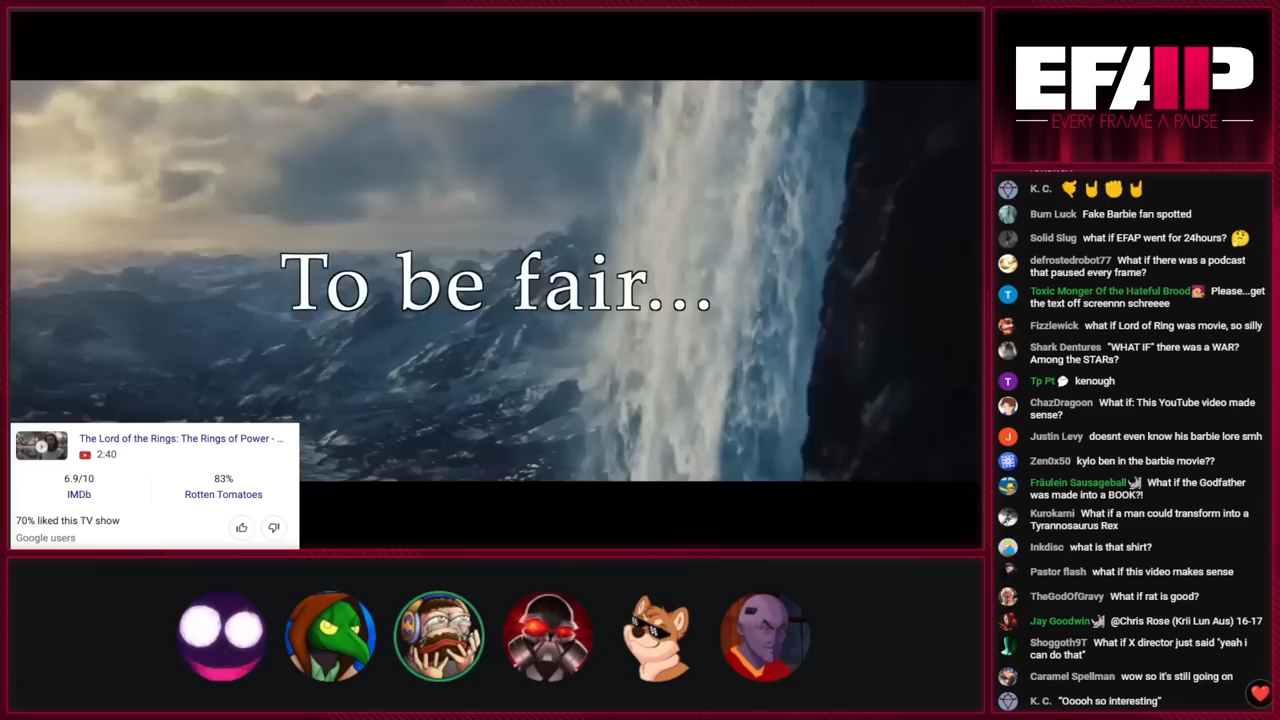 To be fair...
The Lord of the Rings: The Rings of Power - ...
2:40
6.9/10
83%
IMDb
Rotten Tomatoes
70% liked this TV show
Google users
EFAP
EVERY FRAME A PAUSE
K. C.
Bum Luck Fake Barbie fan spotted
Solid Slug what if EFAP went for 24hours?
defrostedrobot77 What if there was a podcast
that paused every frame?
Toxic Monger Of the Hateful Brood Please...get
the text off screennn schreeee
Fizzlewick what if Lord of Ring was movie, so silly
Shark Dentures "WHAT IF" there was a WAR?
Among the STARs?
Tp Pt kenough
ChazDragoon What if: This YouTube video made
sense?
Justin Levy doesnt even know his barbie lore smh
Zen0x50 kylo ben in the barbie movie??
Fräulein Sausageball What if the Godfather
was made into a BOOK?!
Kurokami What if a man could transform into a
Tyrannosaurus Rex
Inkdisc what is that shirt?
Pastor flash what if this video makes sense
TheGodOfGravy What if rat is good?
Jay Goodwin @Chris Rose (Kril Lun Aus) 16-17
Shoggoth9T What if X director just said "yeah i
can do that"
Caramel Spellman wow so it's still going on
K. C. "Ooooh so interesting"